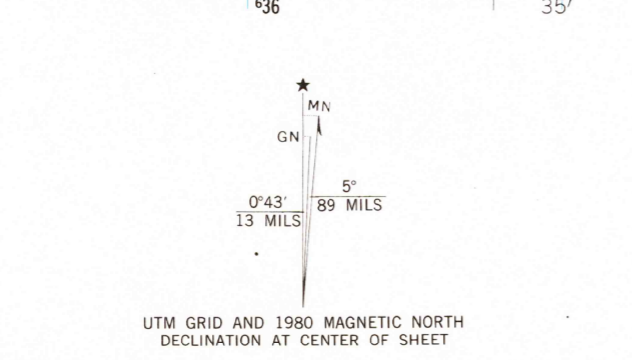 636 35'
MN
GN
5°
0°43' 89 MILS
13 MILS
UTM GRID AND 1980 MAGNETIC NORTH
DECLINATION AT CENTER OF SHEET